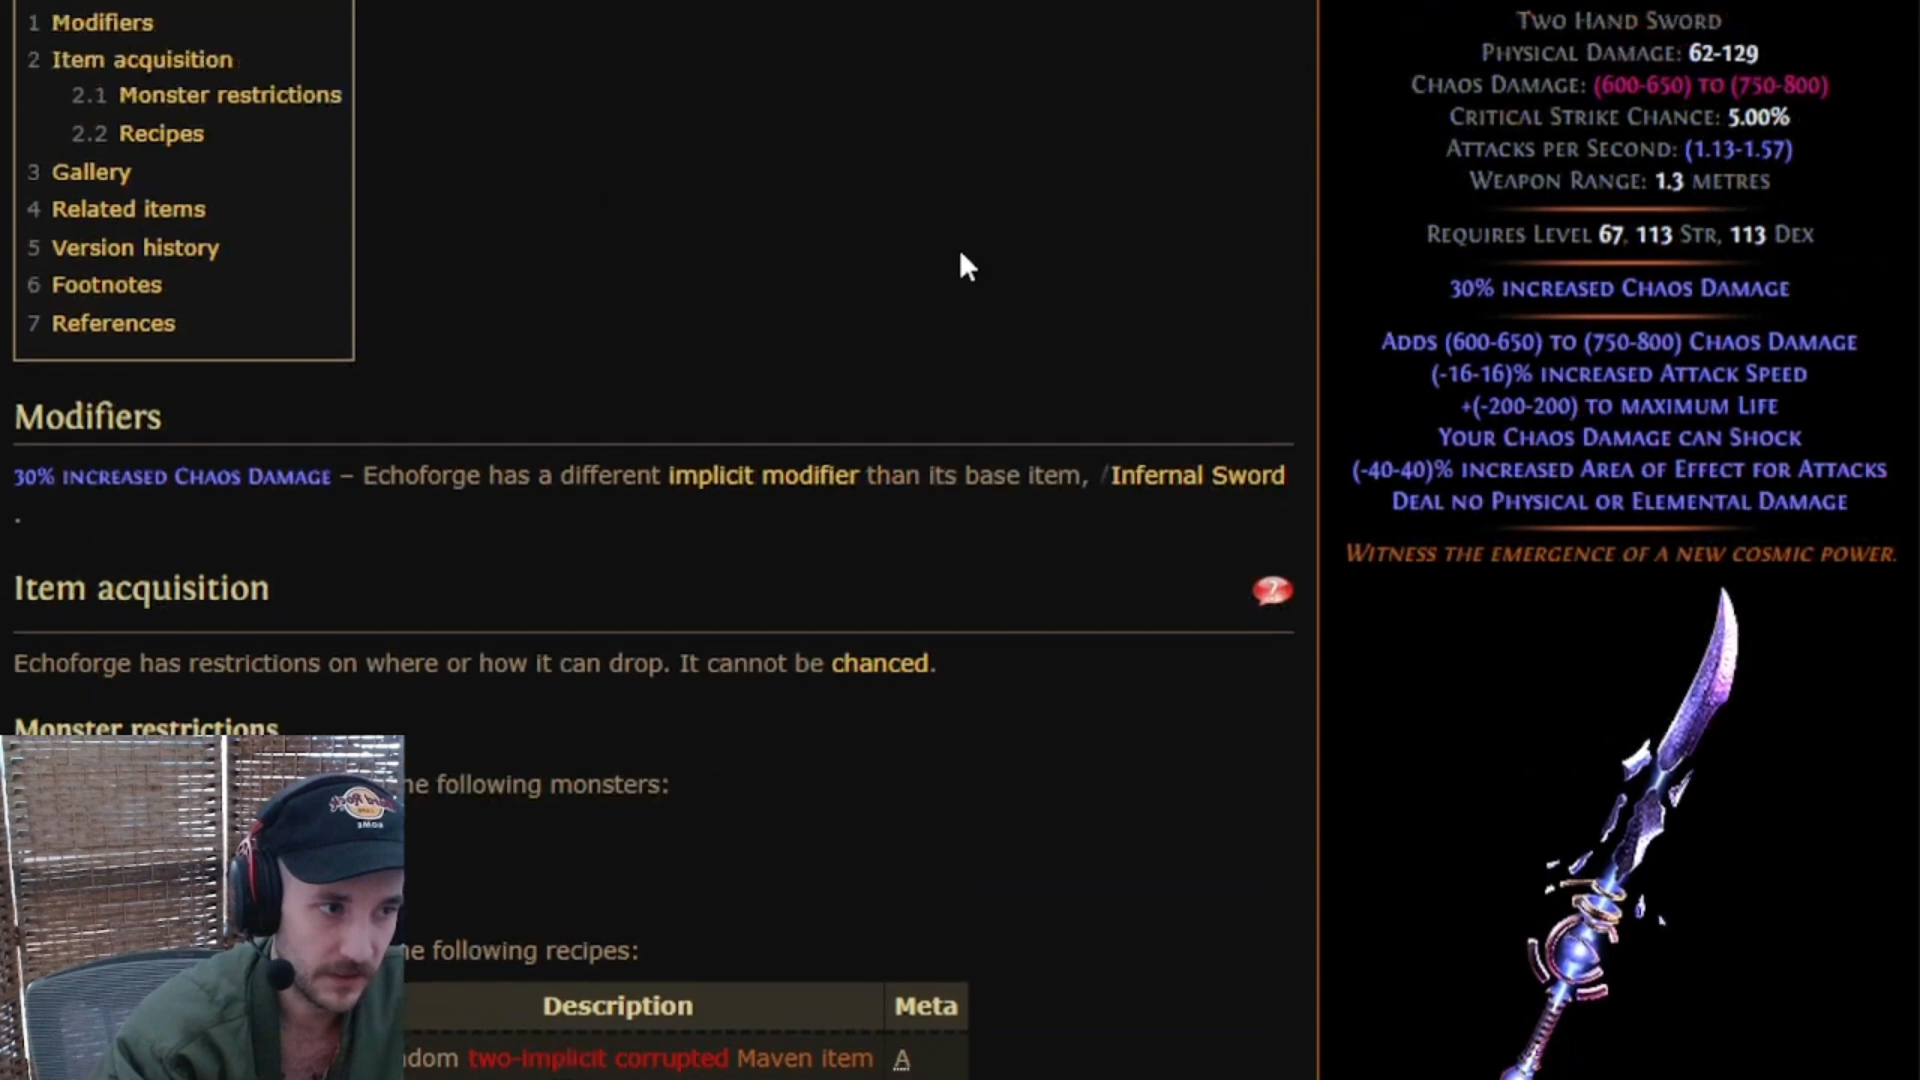 1 Modifiers
2 Item acquisition
2.1 Monster restrictions
2.2 Recipes
3 Gallery
4 Related items
5 Version history
6 Footnotes
7 References
Modifiers
30% increased Chaos Damage – Echoforge has a different implicit modifier than its base item, Infernal Sword
.
Item acquisition
?
Echoforge has restrictions on where or how it can drop. It cannot be chanced.
Monster restrictions
he following monsters:
he following recipes:
Description Meta
ndom two-implicit corrupted Maven item A
Two Hand Sword
Physical Damage: 62-129
Chaos Damage: (600-650) to (750-800)
Critical Strike Chance: 5.00%
Attacks per Second: (1.13-1.57)
Weapon Range: 1.3 metres
Requires Level 67, 113 Str, 113 Dex
30% increased Chaos Damage
Adds (600-650) to (750-800) Chaos Damage
(-16-16)% increased Attack Speed
+(-200-200) to maximum Life
Your Chaos Damage can Shock
(-40-40)% increased Area of Effect for Attacks
Deal no Physical or Elemental Damage
Witness the emergence of a new cosmic power.